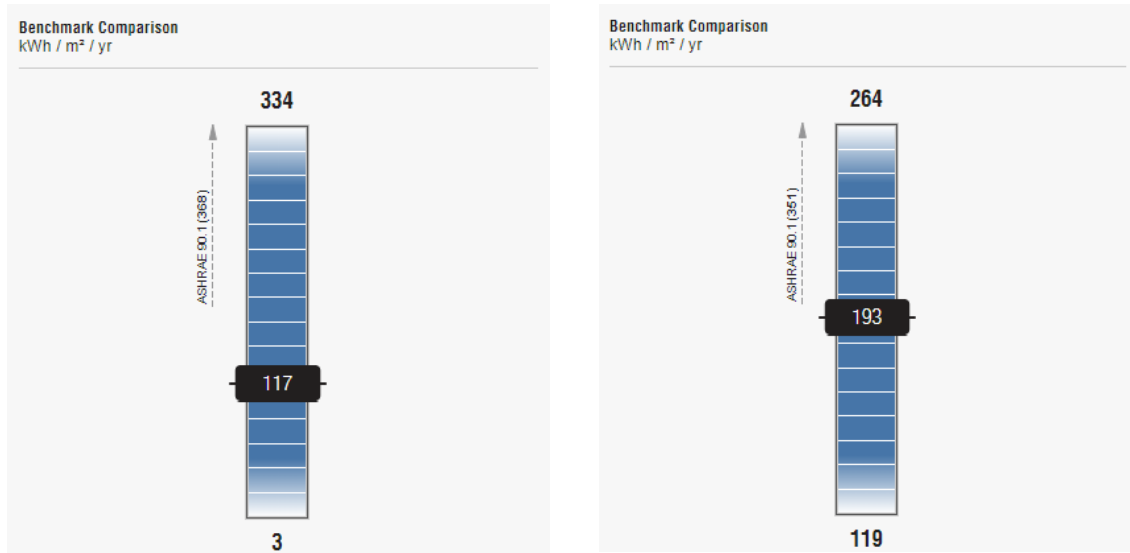 Benchmark Comparison
kWh / m² / yr
334
ASHRAE 90.1 (368)
117
3
Benchmark Comparison
kWh / m² / yr
264
ASHRAE 90.1 (351)
193
119